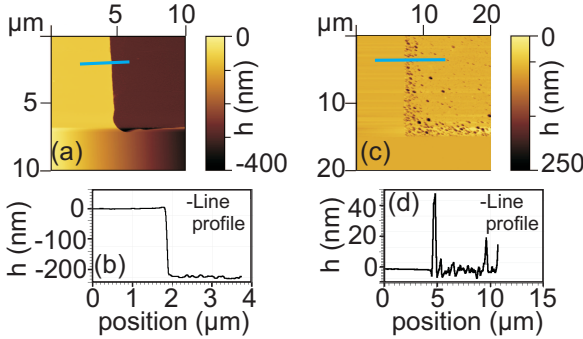 μm 5 10
5
10
(a)
0
h (nm)
-400
μm 10 20
10
20
(c)
0
h (nm)
250
0
-100
-200
h (nm)
-Line
profile
(b)
0 1 2 3 4
position (μm)
40
20
0
h (nm)
(d)
-Line
profile
0 5 10 15
position (μm)